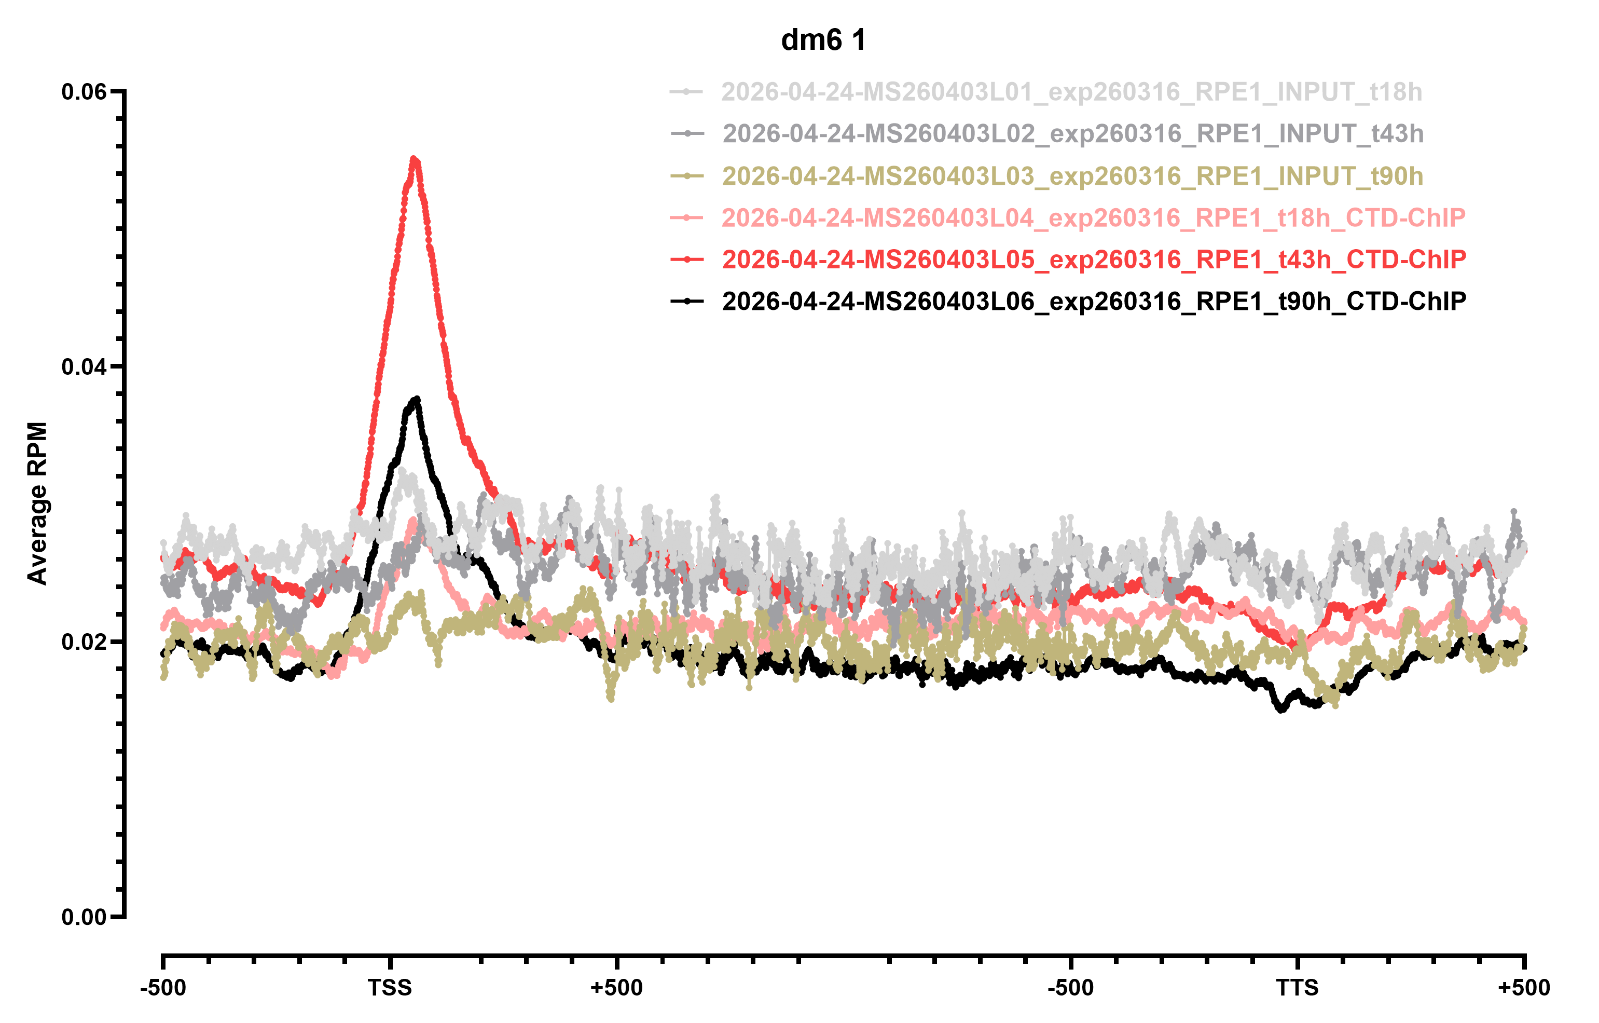 dm6 1
2026-04-24-MS260403L01_exp260316_RPE1_INPUT_t18h
2026-04-24-MS260403L02_exp260316_RPE1_INPUT_t43h
2026-04-24-MS260403L03_exp260316_RPE1_INPUT_t90h
2026-04-24-MS260403L04_exp260316_RPE1_t18h_CTD-ChIP
2026-04-24-MS260403L05_exp260316_RPE1_t43h_CTD-ChIP
2026-04-24-MS260403L06_exp260316_RPE1_t90h_CTD-ChIP
Average RPM
0.06
0.04
0.02
0.00
-500 TSS +500 -500 TTS +500